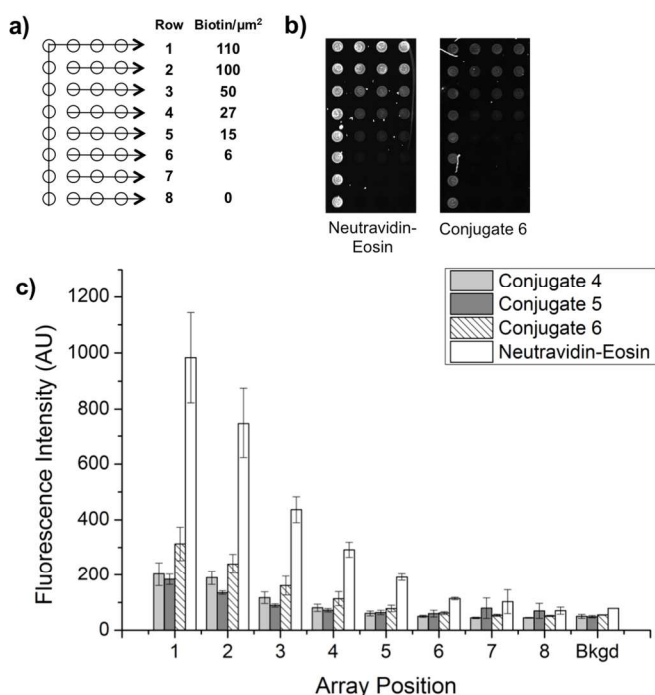 a)
Row Biotin/µm²
1 110
2 100
3 50
4 27
5 15
6 6
7
8 0
b)
Neutravidin-
Eosin
Conjugate 6
c)
Conjugate 4
Conjugate 5
Conjugate 6
Neutravidin-Eosin
Fluorescence Intensity (AU)
1200
1000
800
600
400
200
0
1 2 3 4 5 6 7 8 Bkgd
Array Position